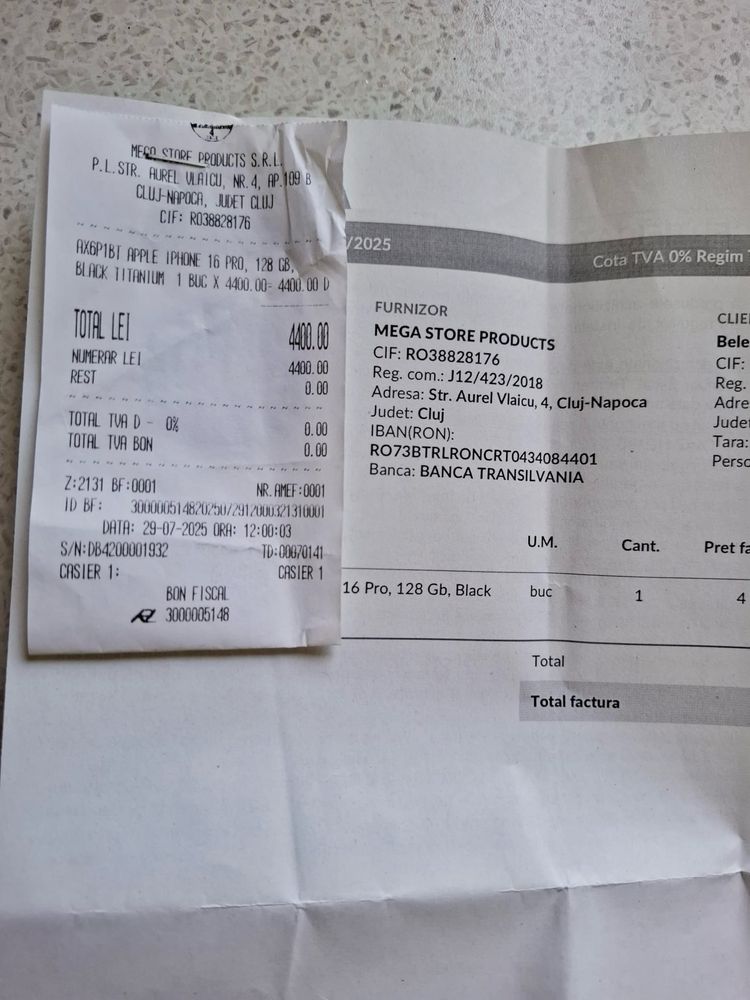 MEGA STORE PRODUCTS S.R.L.
P.L.STR. AUREL VLAICU, NR.4, AP.109 B
CLUJ-NAPOCA, JUDET CLUJ
CIF: RO38828176
AX6P1BT APPLE IPHONE 16 PRO, 128 GB,
BLACK TITANIUM 1 BUC X 4400.00= 4400.00 D
TOTAL LEI 4400.00
NUMERAR LEI 4400.00
REST 0.00
TOTAL TVA D - 0% 0.00
TOTAL TVA BON 0.00
Z:2131 BF:0001 NR.AMEF:0001
ID BF: 30000051482025072912000321310001
DATA: 29-07-2025 ORA: 12:00:03
S/N:DB4200001932 TD:00070141
CASIER 1: CASIER 1
BON FISCAL
3000005148
/2025
Cota TVA 0% Regim
FURNIZOR
MEGA STORE PRODUCTS
CIF: RO38828176
Reg. com.: J12/423/2018
Adresa: Str. Aurel Vlaicu, 4, Cluj-Napoca
Judet: Cluj
IBAN(RON):
RO73BTRLRONCRT0434084401
Banca: BANCA TRANSILVANIA
CLIE
Bele
CIF:
Reg.
Adre
Jude
Tara:
Perso
U.M. Cant. Pret fa
16 Pro, 128 Gb, Black buc 1 4
Total
Total factura